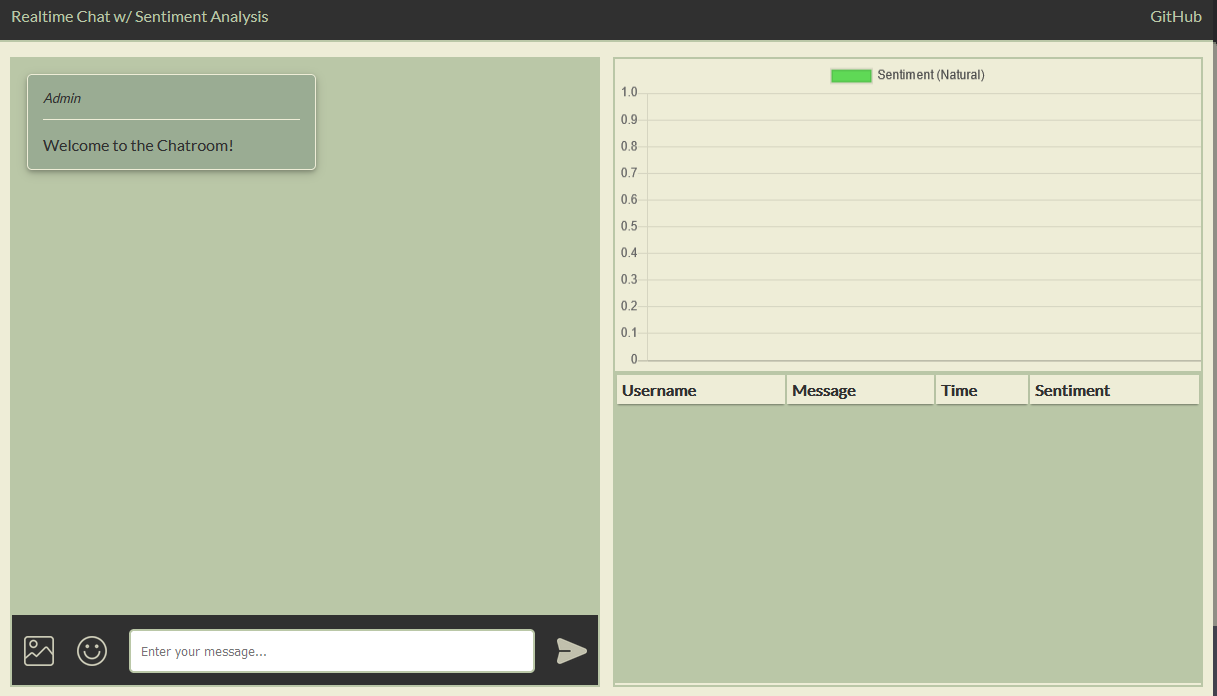 Realtime Chat w/ Sentiment Analysis
GitHub
Admin
Welcome to the Chatroom!
Enter your message...
Sentiment (Natural)
1.0
0.9
0.8
0.7
0.6
0.5
0.4
0.3
0.2
0.1
0
Username Message Time Sentiment